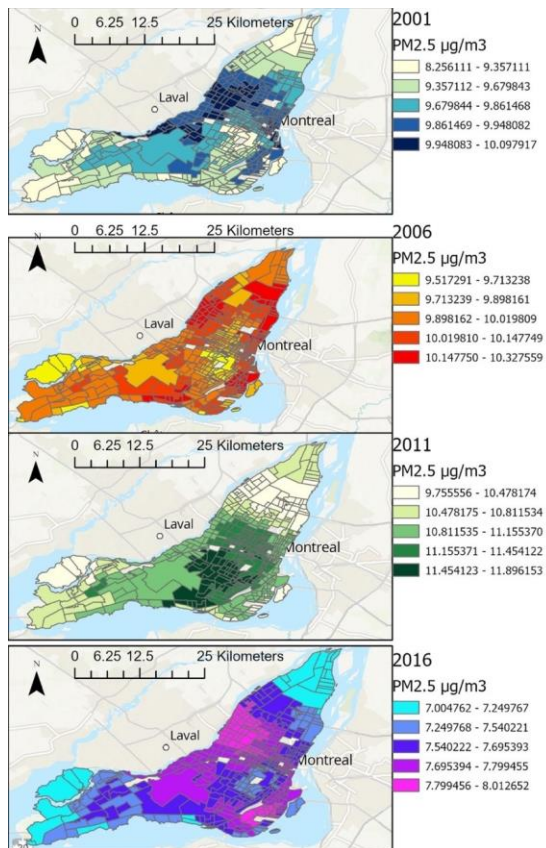 0 6.25 12.5 25 Kilometers
N
Laval
Montreal
2001
PM2.5 µg/m3
8.256111 - 9.357111
9.357112 - 9.679843
9.679844 - 9.861468
9.861469 - 9.948082
9.948083 - 10.097917
0 6.25 12.5 25 Kilometers
N
Laval
Montreal
2006
PM2.5 µg/m3
9.517291 - 9.713238
9.713239 - 9.898161
9.898162 - 10.019809
10.019810 - 10.147749
10.147750 - 10.327559
0 6.25 12.5 25 Kilometers
N
Laval
Montreal
2011
PM2.5 µg/m3
9.755556 - 10.478174
10.478175 - 10.811534
10.811535 - 11.155370
11.155371 - 11.454122
11.454123 - 11.896153
0 6.25 12.5 25 Kilometers
N
Laval
Montreal
2016
PM2.5 µg/m3
7.004762 - 7.249767
7.249768 - 7.540221
7.540222 - 7.695393
7.695394 - 7.799455
7.799456 - 8.012652